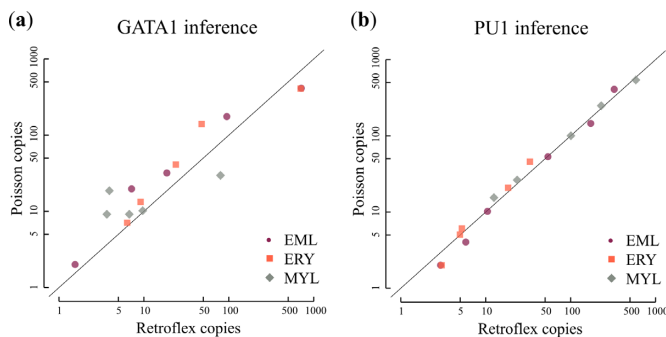 (a)
GATA1 inference
Poisson copies
1000
500
100
50
10
5
1
EML
ERY
MYL
1 5 10 50 100 500 1000
Retroflex copies
(b)
PU1 inference
Poisson copies
1000
500
100
50
10
5
1
EML
ERY
MYL
1 5 10 50 100 500 1000
Retroflex copies